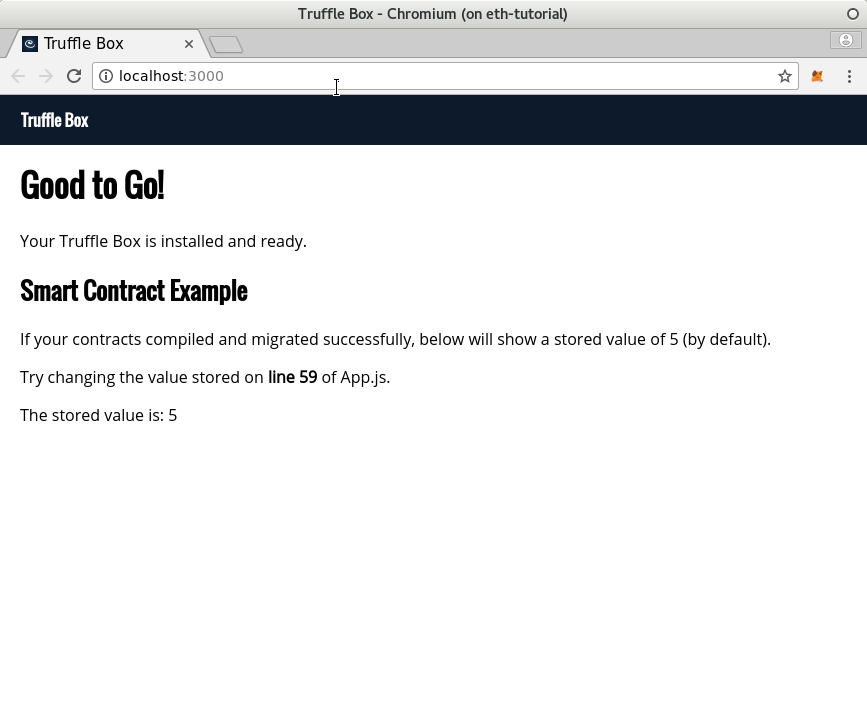 Truffle Box - Chromium (on eth-tutorial)
Truffle Box
localhost:3000
Truffle Box
Good to Go!
Your Truffle Box is installed and ready.
Smart Contract Example
If your contracts compiled and migrated successfully, below will show a stored value of 5 (by default).
Try changing the value stored on line 59 of App.js.
The stored value is: 5